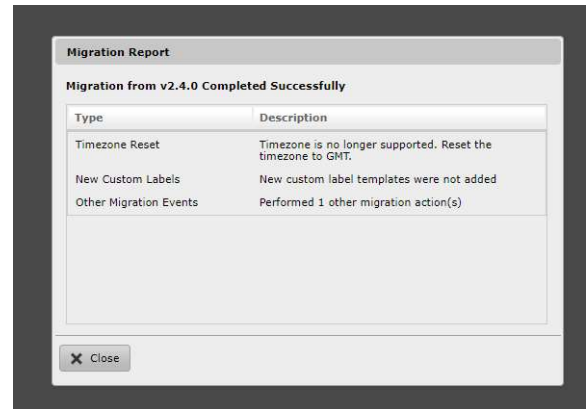 Migration Report
Migration from v2.4.0 Completed Successfully
Type Description
Timezone Reset Timezone is no longer supported. Reset the
timezone to GMT.
New Custom Labels New custom label templates were not added
Other Migration Events Performed 1 other migration action(s)
Close